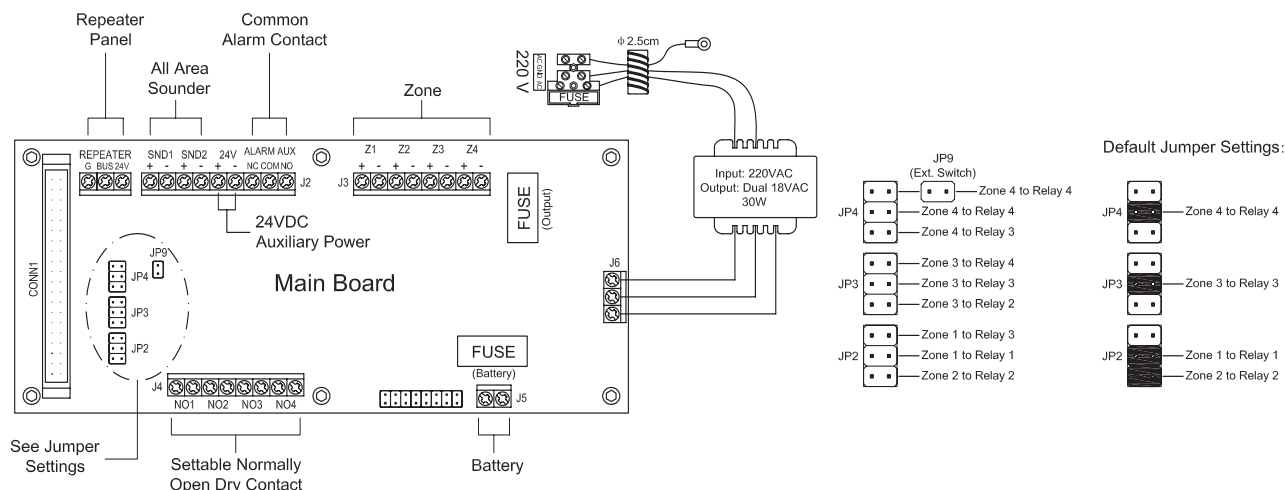 Repeater
Panel
Common
Alarm Contact
All Area
Sounder
Zone
220 V
AC GND AC
FUSE
ϕ 2.5cm
REPEATER
G BUS 24V
SND1 SND2 24V ALARM AUX
+ - + - + - NC COM NO
J2
Z1 Z2 Z3 Z4
+ - + - + - + -
J3
FUSE
(Output)
24VDC
Auxiliary Power
Main Board
CONN1
JP9
JP4
JP3
JP2
J6
FUSE
(Battery)
J4
NO1 NO2 NO3 NO4
J5
See Jumper
Settings
Settable Normally
Open Dry Contact
Battery
Input: 220VAC
Output: Dual 18VAC
30W
JP9
(Ext. Switch)
Zone 4 to Relay 4
JP4
Zone 4 to Relay 4
Zone 4 to Relay 3
Zone 3 to Relay 4
JP3
Zone 3 to Relay 3
Zone 3 to Relay 2
Zone 1 to Relay 3
JP2
Zone 1 to Relay 1
Zone 2 to Relay 2
Default Jumper Settings:
JP4
Zone 4 to Relay 4
JP3
Zone 3 to Relay 3
JP2
Zone 1 to Relay 1
Zone 2 to Relay 2